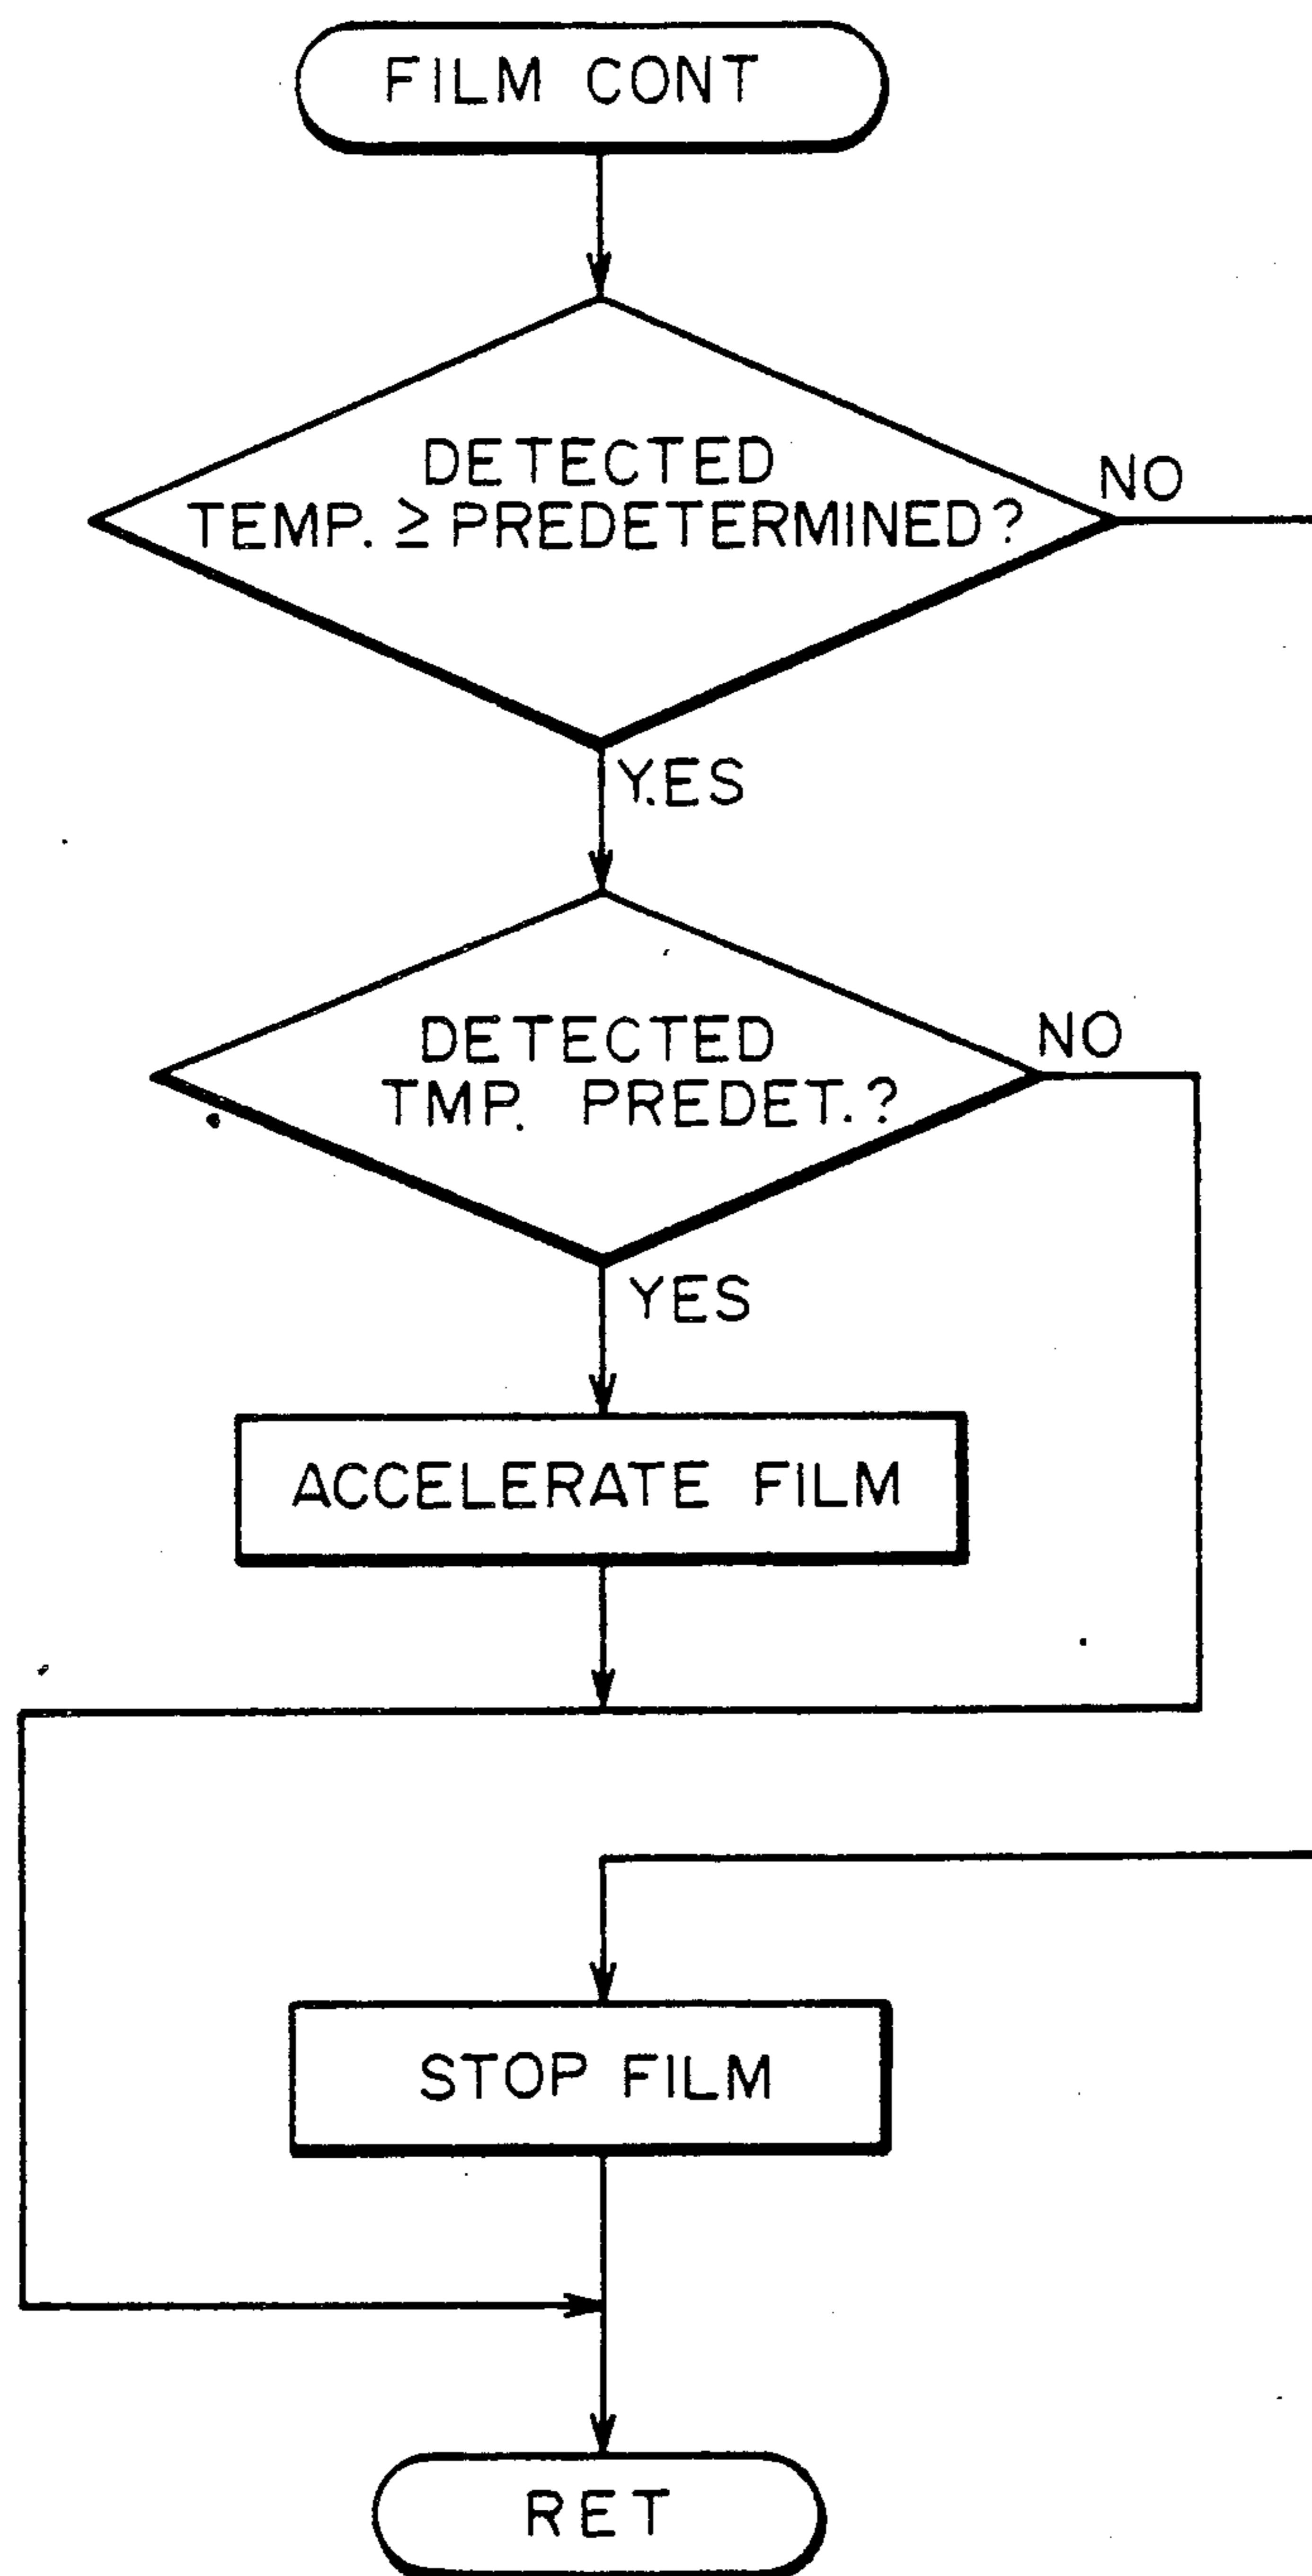 FILM CONT
DETECTED
TEMP. ≥ PREDETERMINED?
NO
Y.ES
DETECTED
TMP. PREDET.?
NO
YES
ACCELERATE FILM
STOP FILM
RET